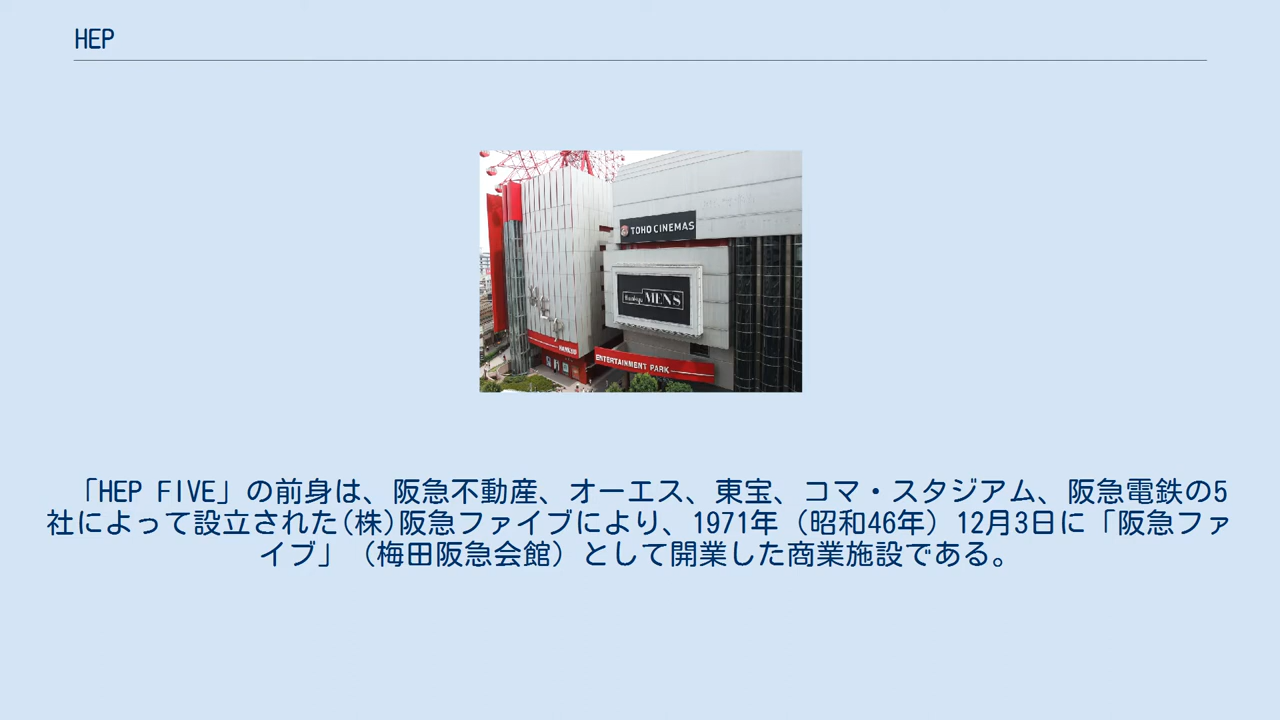 HEP
TOHO CINEMAS
MENS
HANKYU
ENTERTAINMENT PARK
「HEP FIVE」の前身は、阪急不動産、オーエス、東宝、コマ・スタジアム、阪急電鉄の5
社によって設立された(株)阪急ファイブにより、1971年（昭和46年）12月3日に「阪急ファ
イブ」（梅田阪急会館）として開業した商業施設である。